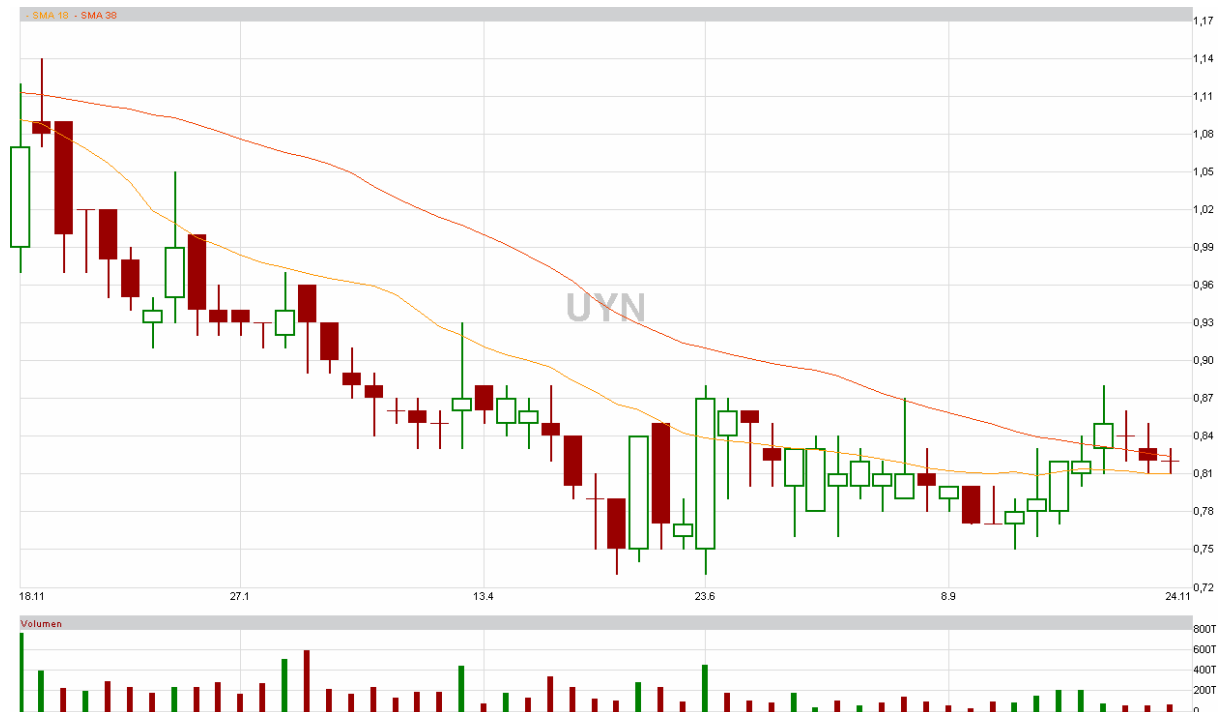 - SMA 18 - SMA 38
1,17
1,14
1,11
1,08
1,05
1,02
0,99
0,96
UYN
0,93
0,90
0,87
0,84
0,81
0,78
0,75
0,72
18.11 27.1 13.4 23.6 8.9 24.11
Volumen
800T
600T
400T
200T
0